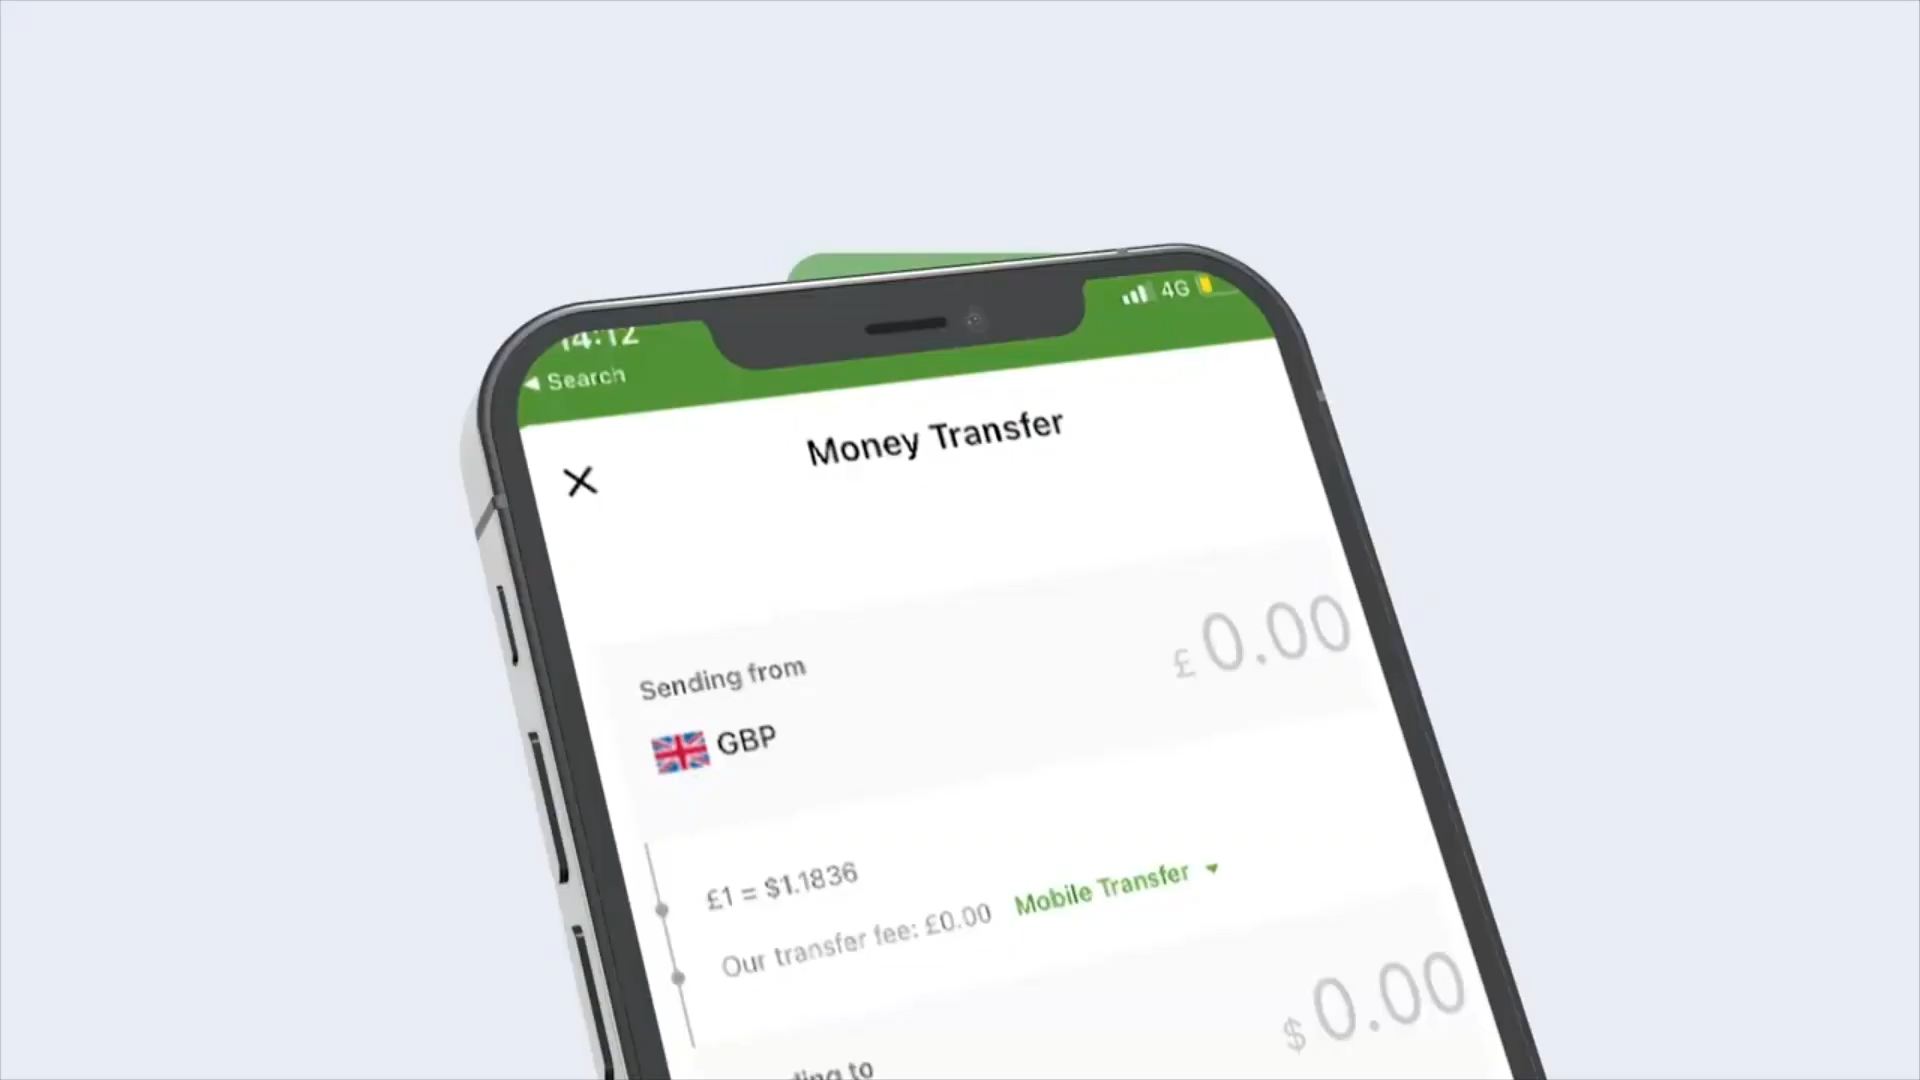 14:12
4G
Search
Money Transfer
Sending from
£ 0.00
GBP
£1 = $1.1836
Our transfer fee: £0.00 Mobile Transfer
$ 0.00
to